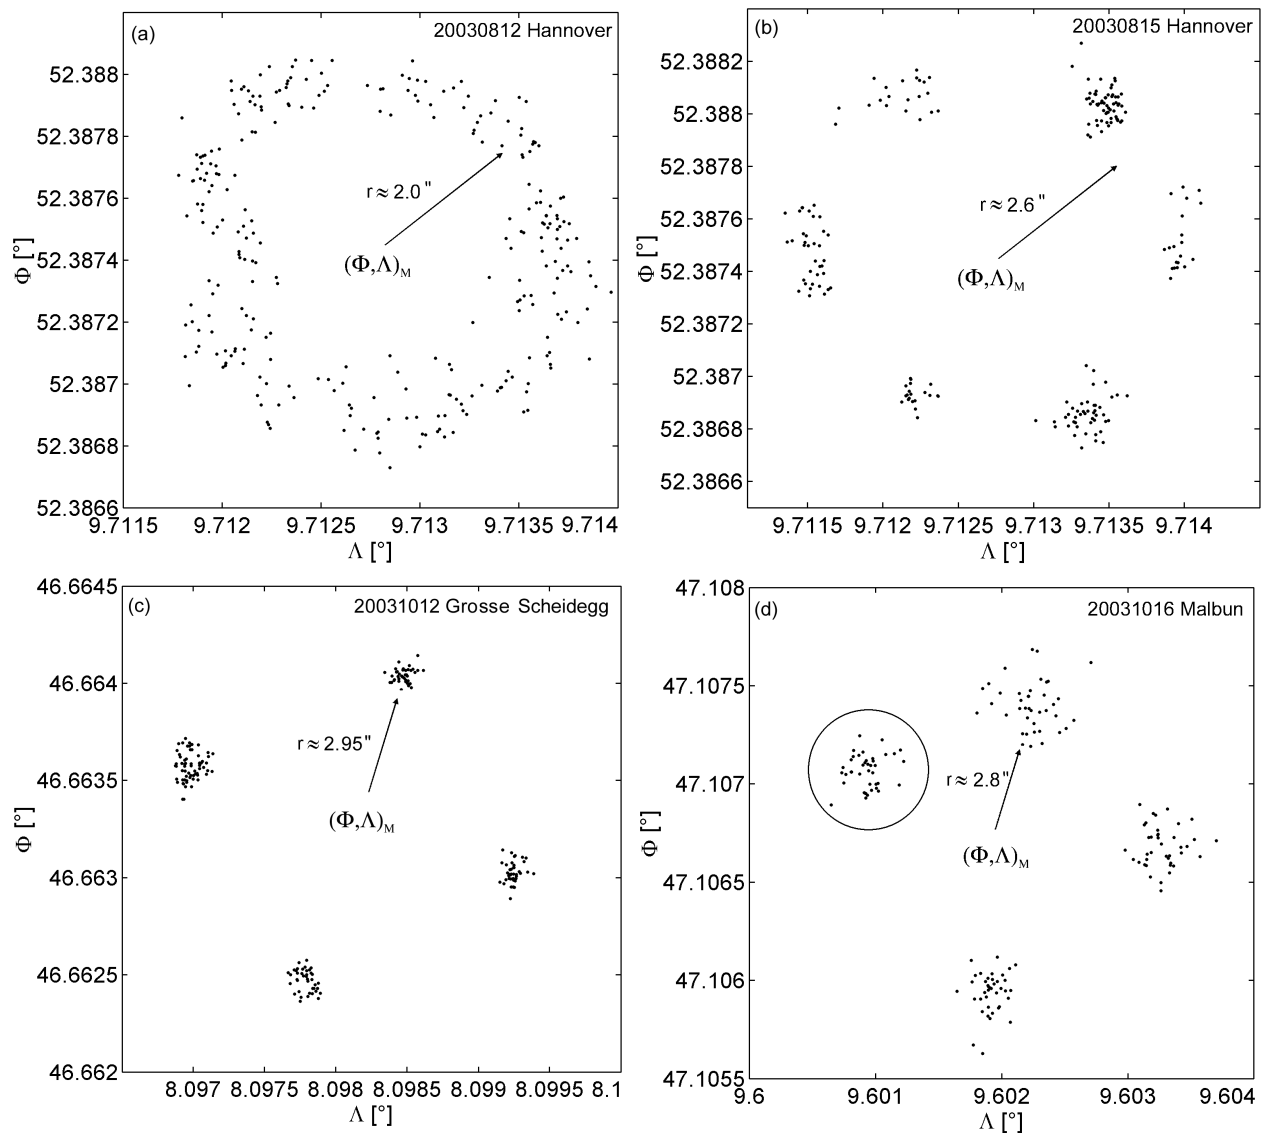 (a) 20030812 Hannover
52.388
52.3878
52.3876
52.3874
52.3872
52.387
52.3868
52.3866
Φ [°]
r ≈ 2.0 "
(Φ,Λ)M
9.7115 9.712 9.7125 9.713 9.7135 9.714
Λ [°]
(b) 20030815 Hannover
52.3882
52.388
52.3878
52.3876
52.3874
52.3872
52.387
52.3868
52.3866
Φ [°]
r ≈ 2.6 "
(Φ,Λ)M
9.7115 9.712 9.7125 9.713 9.7135 9.714
Λ [°]
(c) 20031012 Grosse Scheidegg
46.6645
46.664
46.6635
46.663
46.6625
46.662
Φ [°]
r ≈ 2.95"
(Φ,Λ)M
8.097 8.0975 8.098 8.0985 8.099 8.0995 8.1
Λ [°]
(d) 20031016 Malbun
47.108
47.1075
47.107
47.1065
47.106
47.1055
Φ [°]
r ≈ 2.8"
(Φ,Λ)M
9.6 9.601 9.602 9.603 9.604
Λ [°]